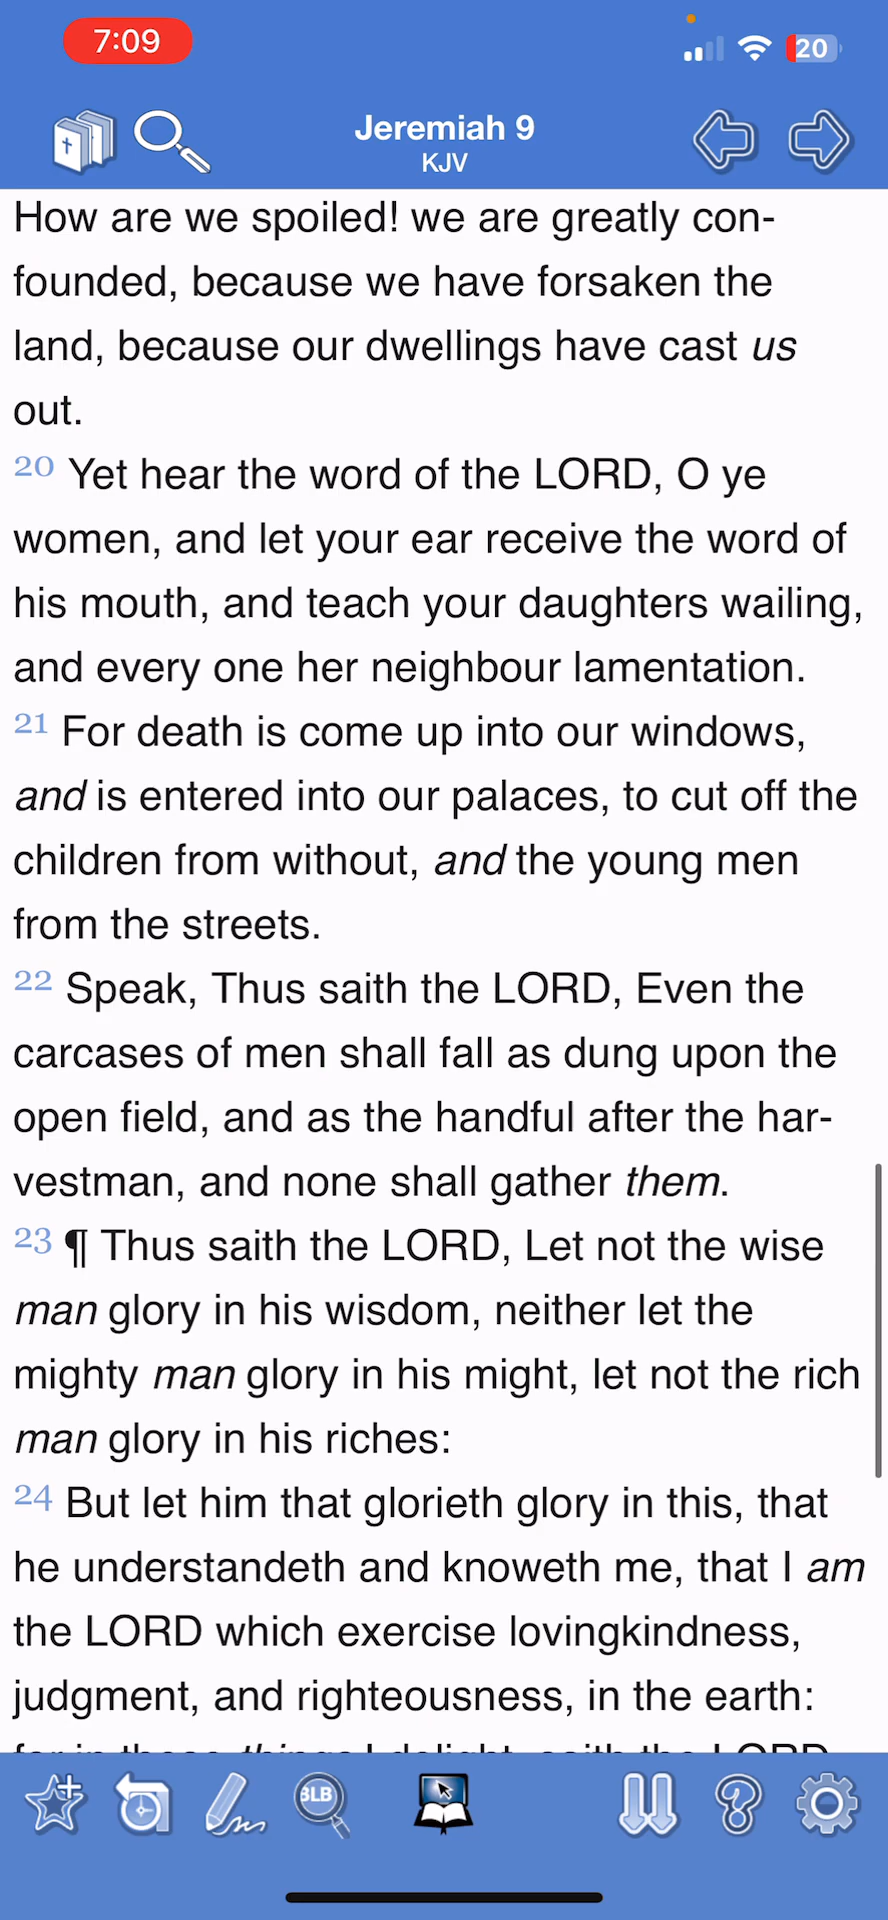 7:09
20
Jeremiah 9
KJV
How are we spoiled! we are greatly con-
founded, because we have forsaken the
land, because our dwellings have cast us
out.
20 Yet hear the word of the LORD, O ye
women, and let your ear receive the word of
his mouth, and teach your daughters wailing,
and every one her neighbour lamentation.
21 For death is come up into our windows,
and is entered into our palaces, to cut off the
children from without, and the young men
from the streets.
22 Speak, Thus saith the LORD, Even the
carcases of men shall fall as dung upon the
open field, and as the handful after the har-
vestman, and none shall gather them.
23 ¶ Thus saith the LORD, Let not the wise
man glory in his wisdom, neither let the
mighty man glory in his might, let not the rich
man glory in his riches:
24 But let him that glorieth glory in this, that
he understandeth and knoweth me, that I am
the LORD which exercise lovingkindness,
judgment, and righteousness, in the earth:
for in these things I delight, saith the LORD
BLB